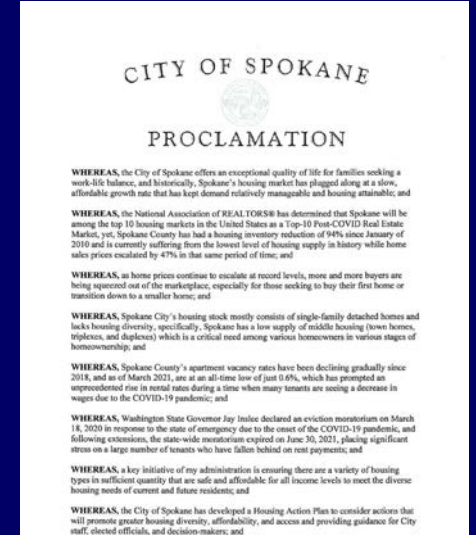 CITY OF SPOKANE
PROCLAMATION
WHEREAS, the City of Spokane offers an exceptional quality of life for families seeking a
work-life balance, and historically, Spokane's housing market has plugged along at a slow,
affordable growth rate that has kept demand relatively manageable and housing attainable; and
WHEREAS, the National Association of REALTORS® has determined that Spokane will be
among the top 10 housing markets in the United States as a Top-10 Post-COVID Real Estate
Market, yet, Spokane County has had a housing inventory reduction of 94% since January of
2010 and is currently suffering from the lowest level of housing supply in history while home
sales prices escalated by 47% in that same period of time; and
WHEREAS, as home prices continue to escalate at record levels, more and more buyers are
being squeezed out of the marketplace, especially for those seeking to buy their first home or
transition down to a smaller home; and
WHEREAS, Spokane City's housing stock mostly consists of single-family detached homes and
lacks housing diversity, specifically, Spokane has a low supply of middle housing (town homes,
triplexes, and duplexes) which is a critical need among various homeowners in various stages of
homeownership; and
WHEREAS, Spokane County's apartment vacancy rates have been declining gradually since
2018, and as of March 2021, are at an all-time low of just 0.6%, which has prompted an
unprecedented rise in rental rates during a time when many tenants are seeing a decrease in
wages due to the COVID-19 pandemic; and
WHEREAS, Washington State Governor Jay Inslee declared an eviction moratorium on March
18, 2020 in response to the state of emergency due to the onset of the COVID-19 pandemic, and
following extensions, the state-wide moratorium expired on June 30, 2021, placing significant
stress on a large number of tenants who have fallen behind on rent payments; and
WHEREAS, a key initiative of my administration is ensuring there are a variety of housing
types in sufficient quantity that are safe and affordable for all income levels to meet the diverse
housing needs of current and future residents; and
WHEREAS, the City of Spokane has developed a Housing Action Plan to consider actions that
will promote greater housing diversity, affordability, and access and providing guidance for City
staff, elected officials, and decision-makers; and